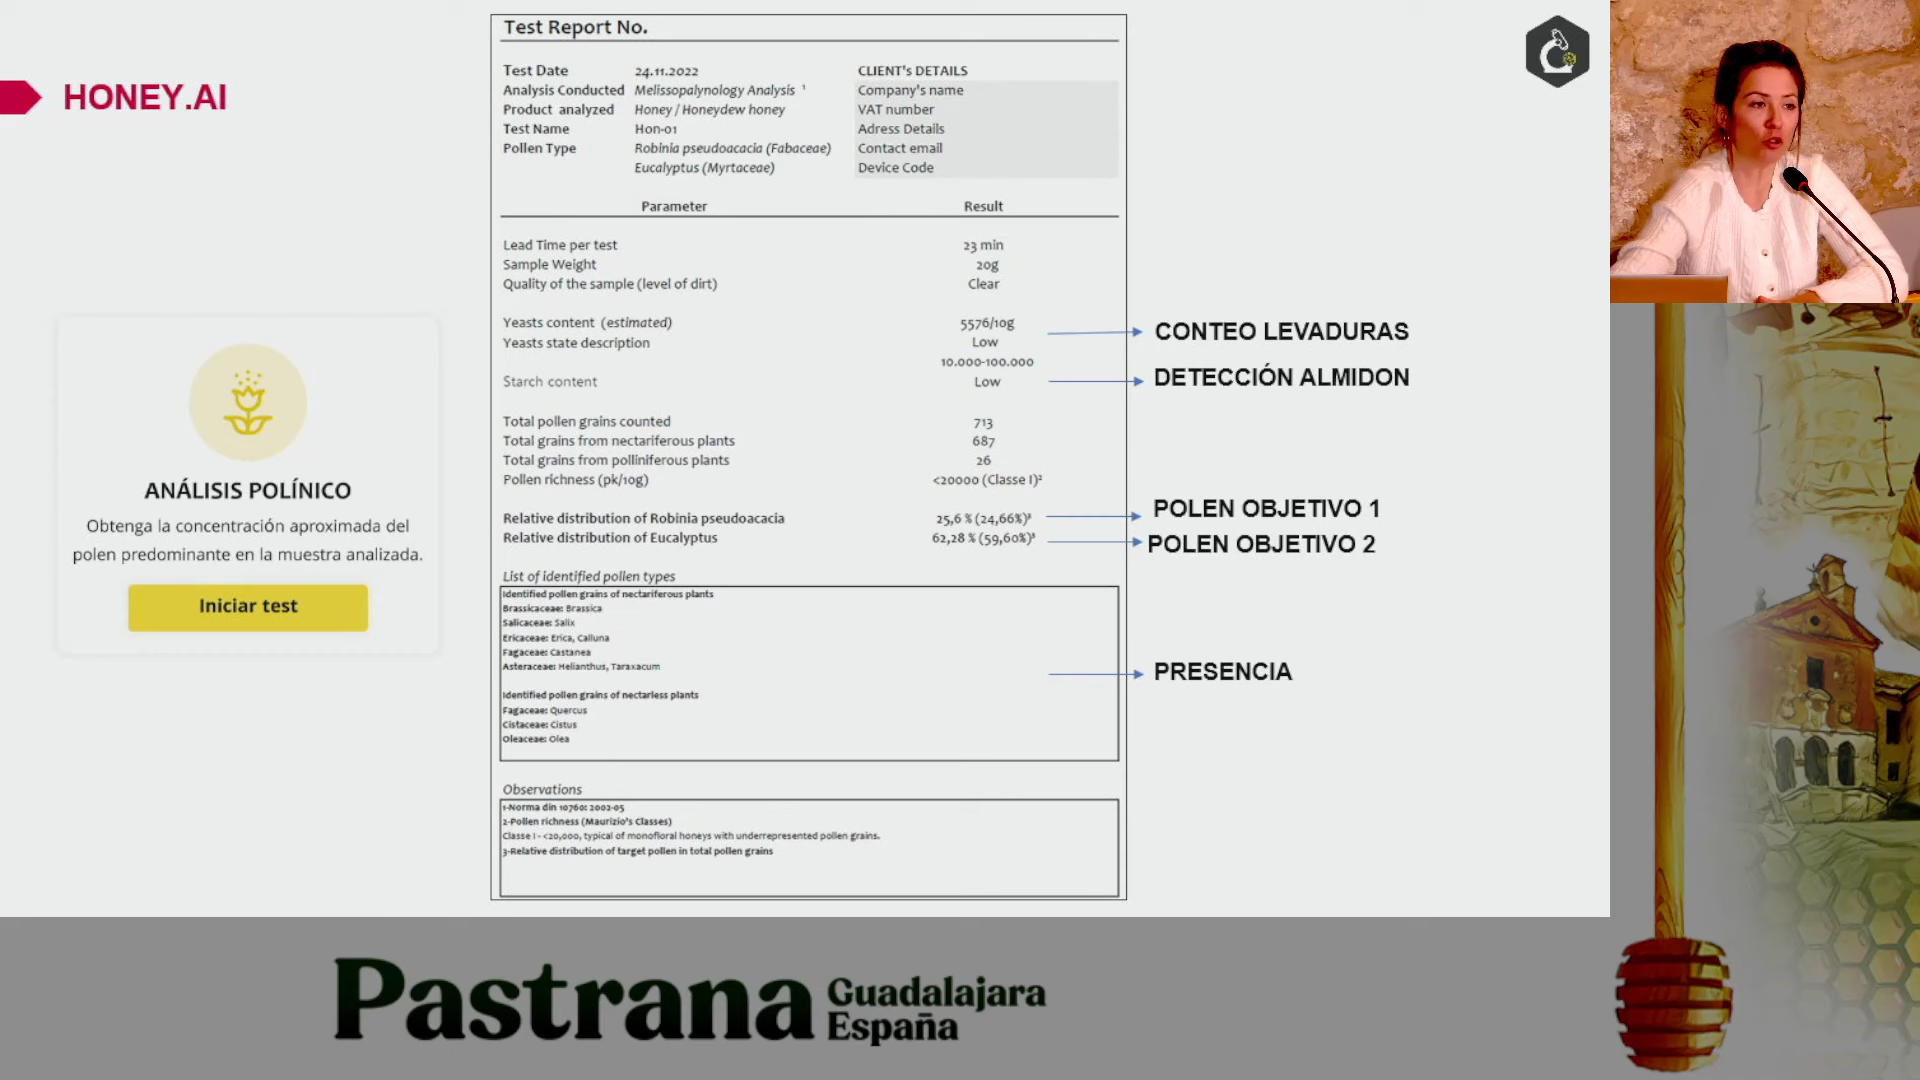 HONEY.AI
ANÁLISIS POLÍNICO
Obtenga la concentración aproximada del
polen predominante en la muestra analizada.
Iniciar test
Test Report No.
Test Date 24.11.2022
Analysis Conducted Melissopalynology Analysis ¹
Product analyzed Honey / Honeydew honey
Test Name Hon-01
Pollen Type Robinia pseudoacacia (Fabaceae)
Eucalyptus (Myrtaceae)
CLIENT's DETAILS
Company's name
VAT number
Adress Details
Contact email
Device Code
Parameter Result
Lead Time per test 23 min
Sample Weight 20g
Quality of the sample (level of dirt) Clear
Yeasts content (estimated) 5576/10g
Yeasts state description Low
10.000-100.000
Starch content Low
Total pollen grains counted 713
Total grains from nectariferous plants 687
Total grains from polliniferous plants 26
Pollen richness (pk/10g) <20000 (Classe I)²
Relative distribution of Robinia pseudoacacia 25,6 % (24,66%)³
Relative distribution of Eucalyptus 62,28 % (59,60%)³
List of identified pollen types
Identified pollen grains of nectariferous plants
Brassicaceae: Brassica
Salicaceae: Salix
Ericaceae: Erica, Calluna
Fagaceae: Castanea
Asteraceae: Helianthus, Taraxacum
Identified pollen grains of nectarless plants
Fagaceae: Quercus
Cistaceae: Cistus
Oleaceae: Olea
Observations
1-Norma din 10760: 2002-05
2-Pollen richness (Maurizio's Classes)
Classe I - <20,000, typical of monofloral honeys with underrepresented pollen grains.
3-Relative distribution of target pollen in total pollen grains
CONTEO LEVADURAS
DETECCIÓN ALMIDON
POLEN OBJETIVO 1
POLEN OBJETIVO 2
PRESENCIA
Pastrana
Guadalajara
España